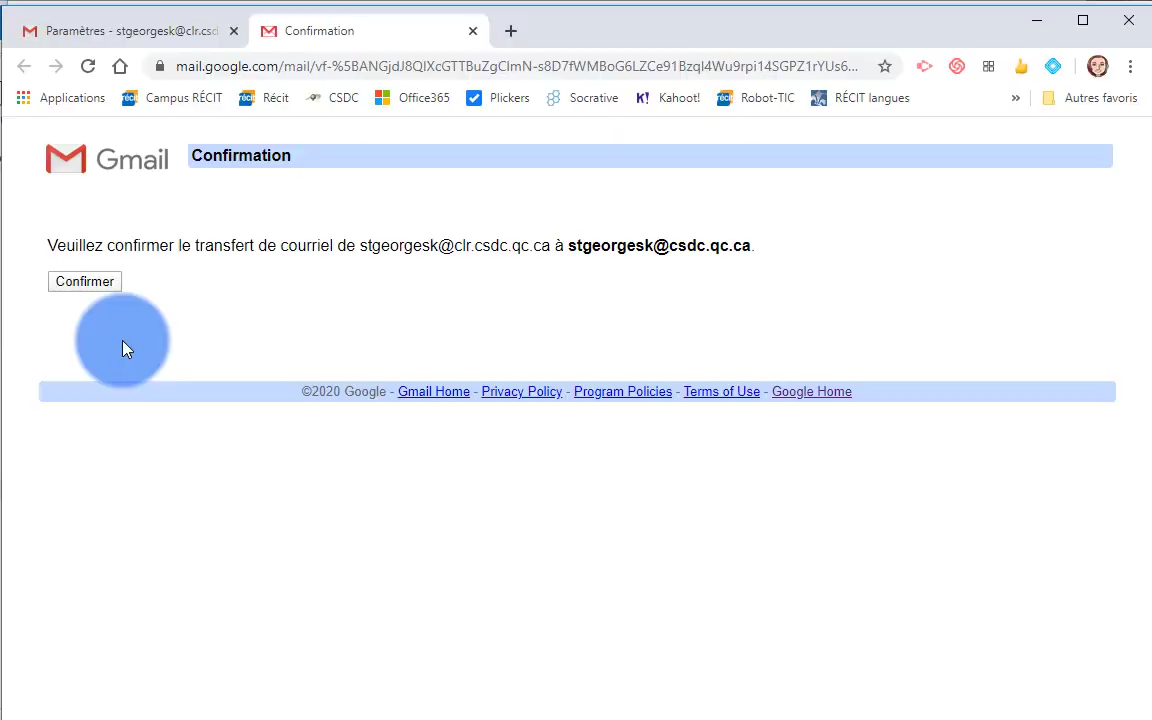 Paramètres - stgeorgesk@clr.csd
Confirmation
mail.google.com/mail/vf-%5BANGjdJ8QlXcGTTBuZgClmN-s8D7fWMBoG6LZCe91Bzql4Wu9rpi14SGPZ1rYUs6...
Applications
Campus RÉCIT
Récit
CSDC
Office365
Plickers
Socrative
K! Kahoot!
Robot-TIC
RÉCIT langues
»
Autres favoris
Gmail
Confirmation
Veuillez confirmer le transfert de courriel de stgeorgesk@clr.csdc.qc.ca à stgeorgesk@csdc.qc.ca.
Confirmer
©2020 Google - Gmail Home - Privacy Policy - Program Policies - Terms of Use - Google Home